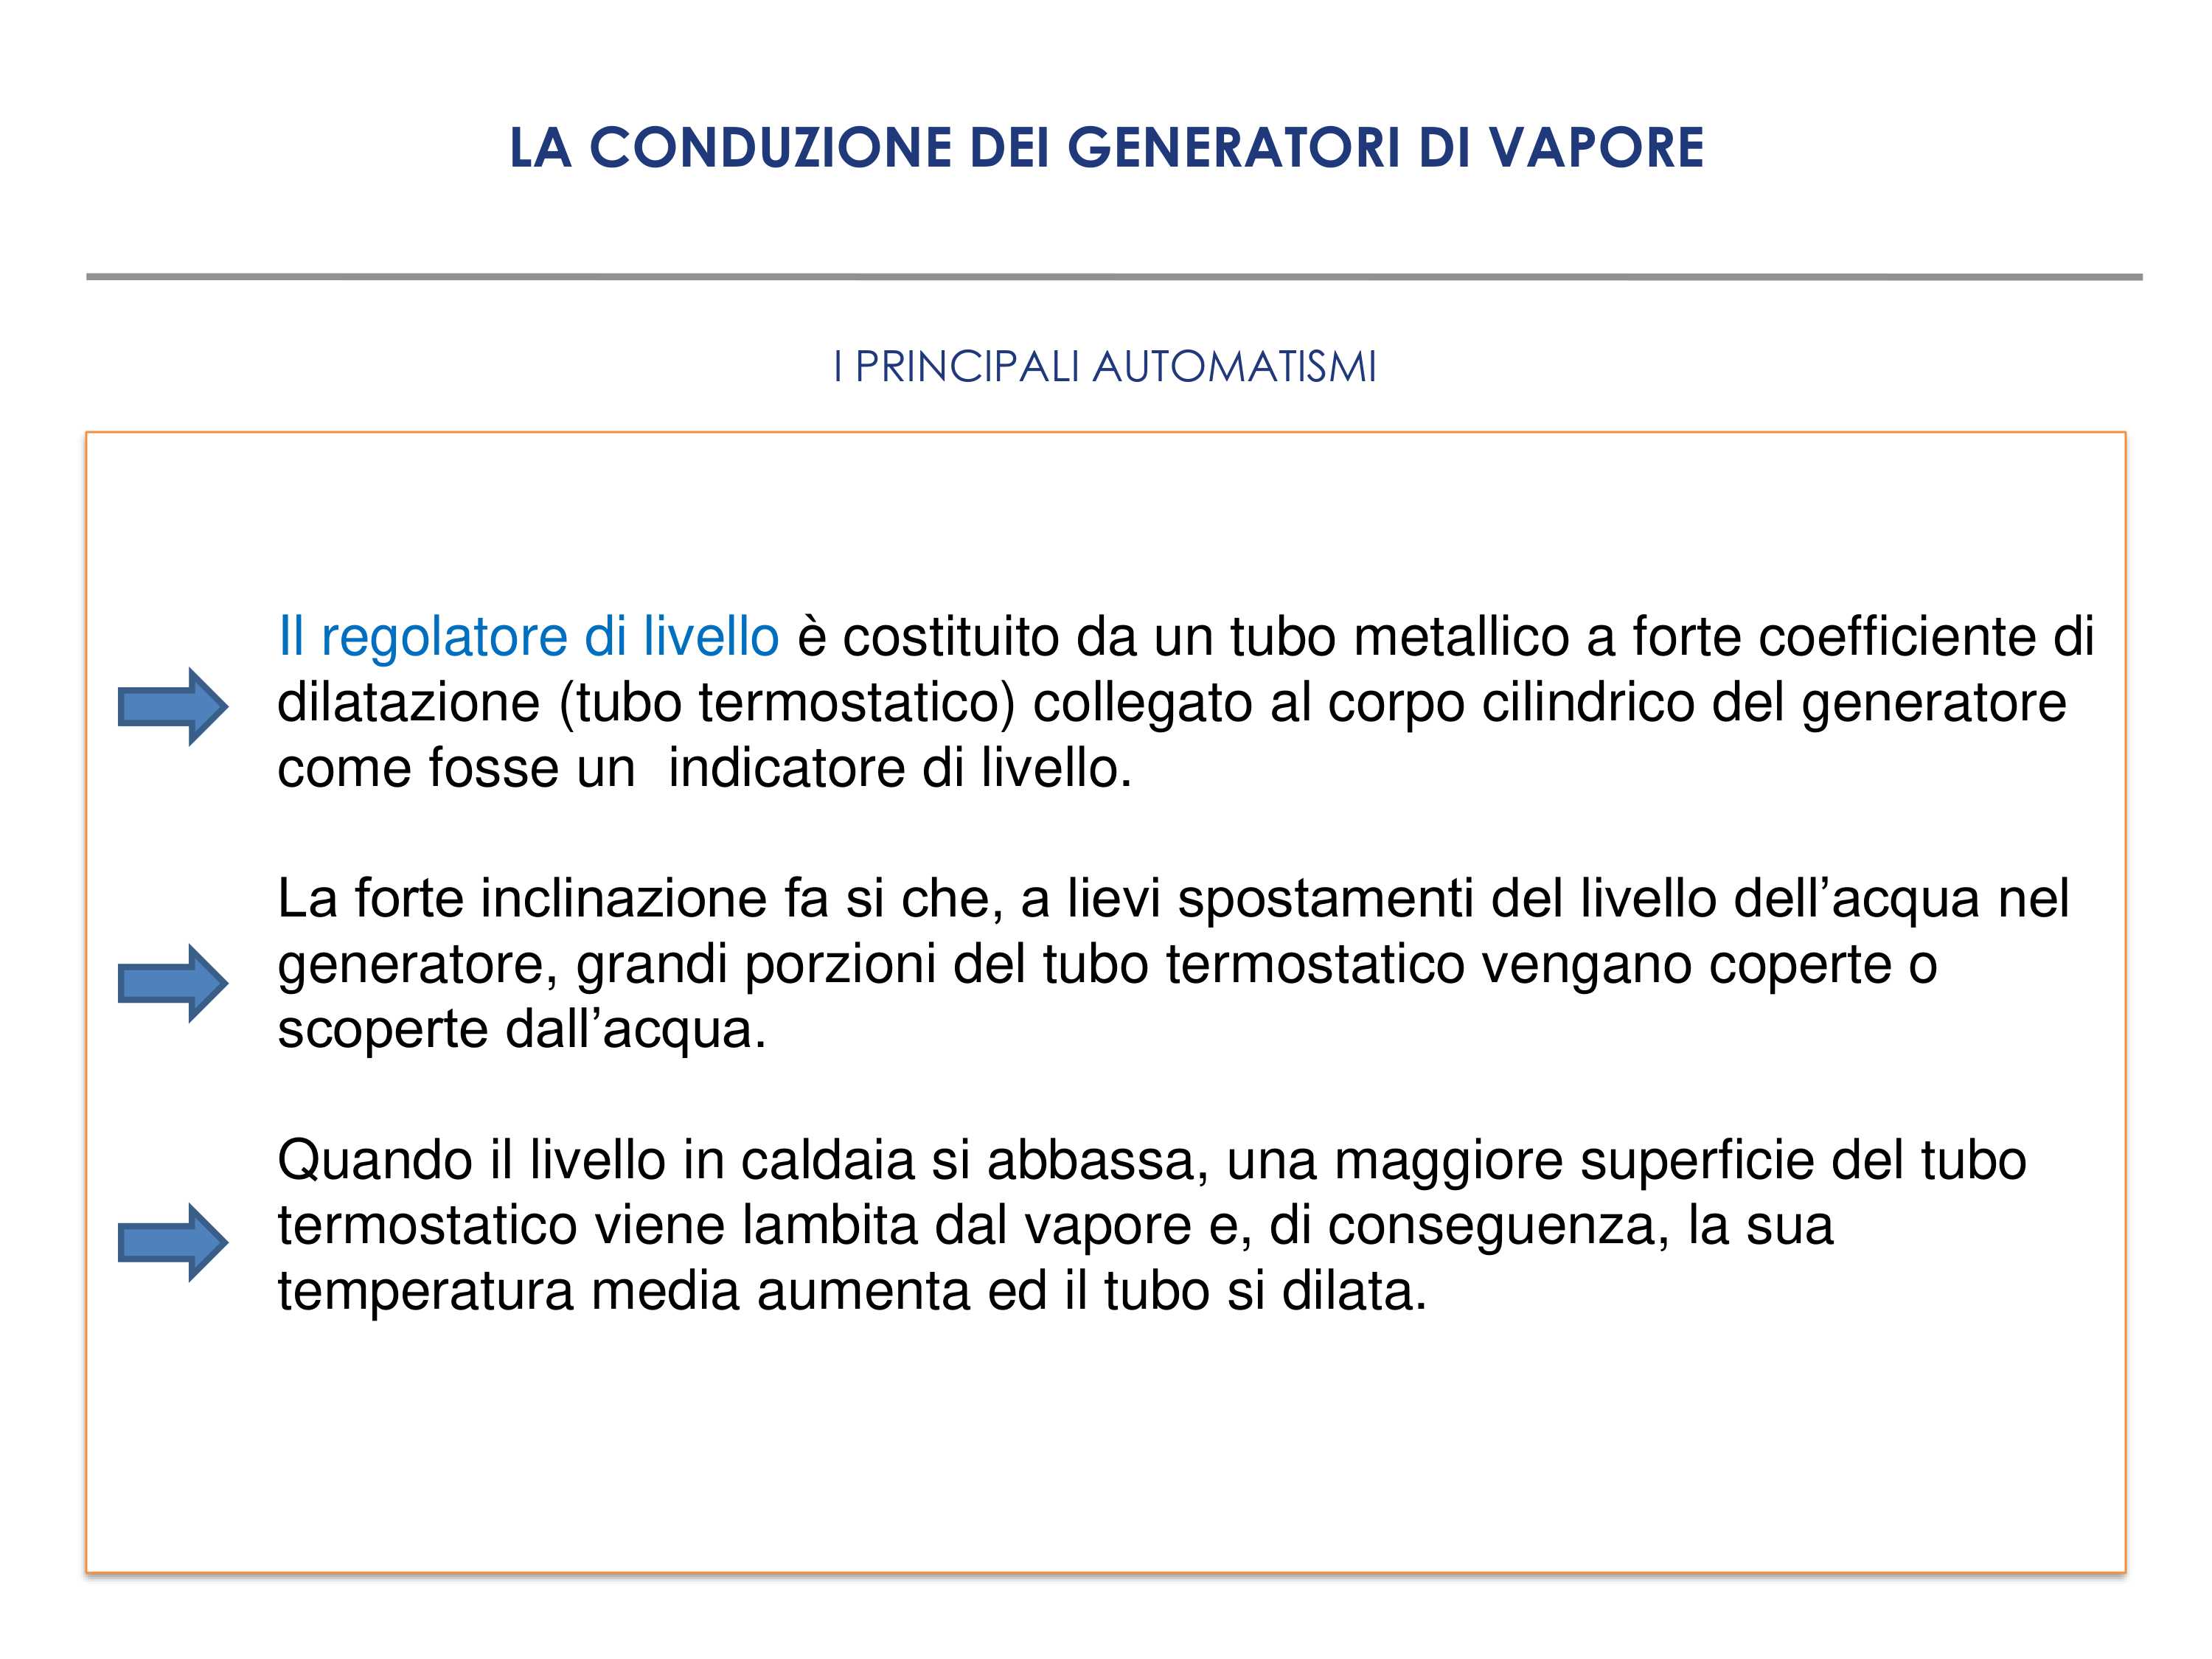 LA CONDUZIONE DEI GENERATORI DI VAPORE
I PRINCIPALI AUTOMATISMI
Il regolatore di livello è costituito da un tubo metallico a forte coefficiente di
dilatazione (tubo termostatico) collegato al corpo cilindrico del generatore
come fosse un  indicatore di livello.
La forte inclinazione fa si che, a lievi spostamenti del livello dell’acqua nel
generatore, grandi porzioni del tubo termostatico vengano coperte o
scoperte dall’acqua.
Quando il livello in caldaia si abbassa, una maggiore superficie del tubo
termostatico viene lambita dal vapore e, di conseguenza, la sua
temperatura media aumenta ed il tubo si dilata.